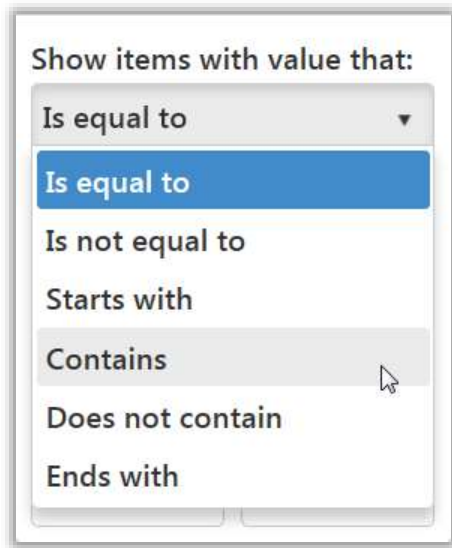 Show items with value that:
Is equal to
Is equal to
Is not equal to
Starts with
Contains
Does not contain
Ends with